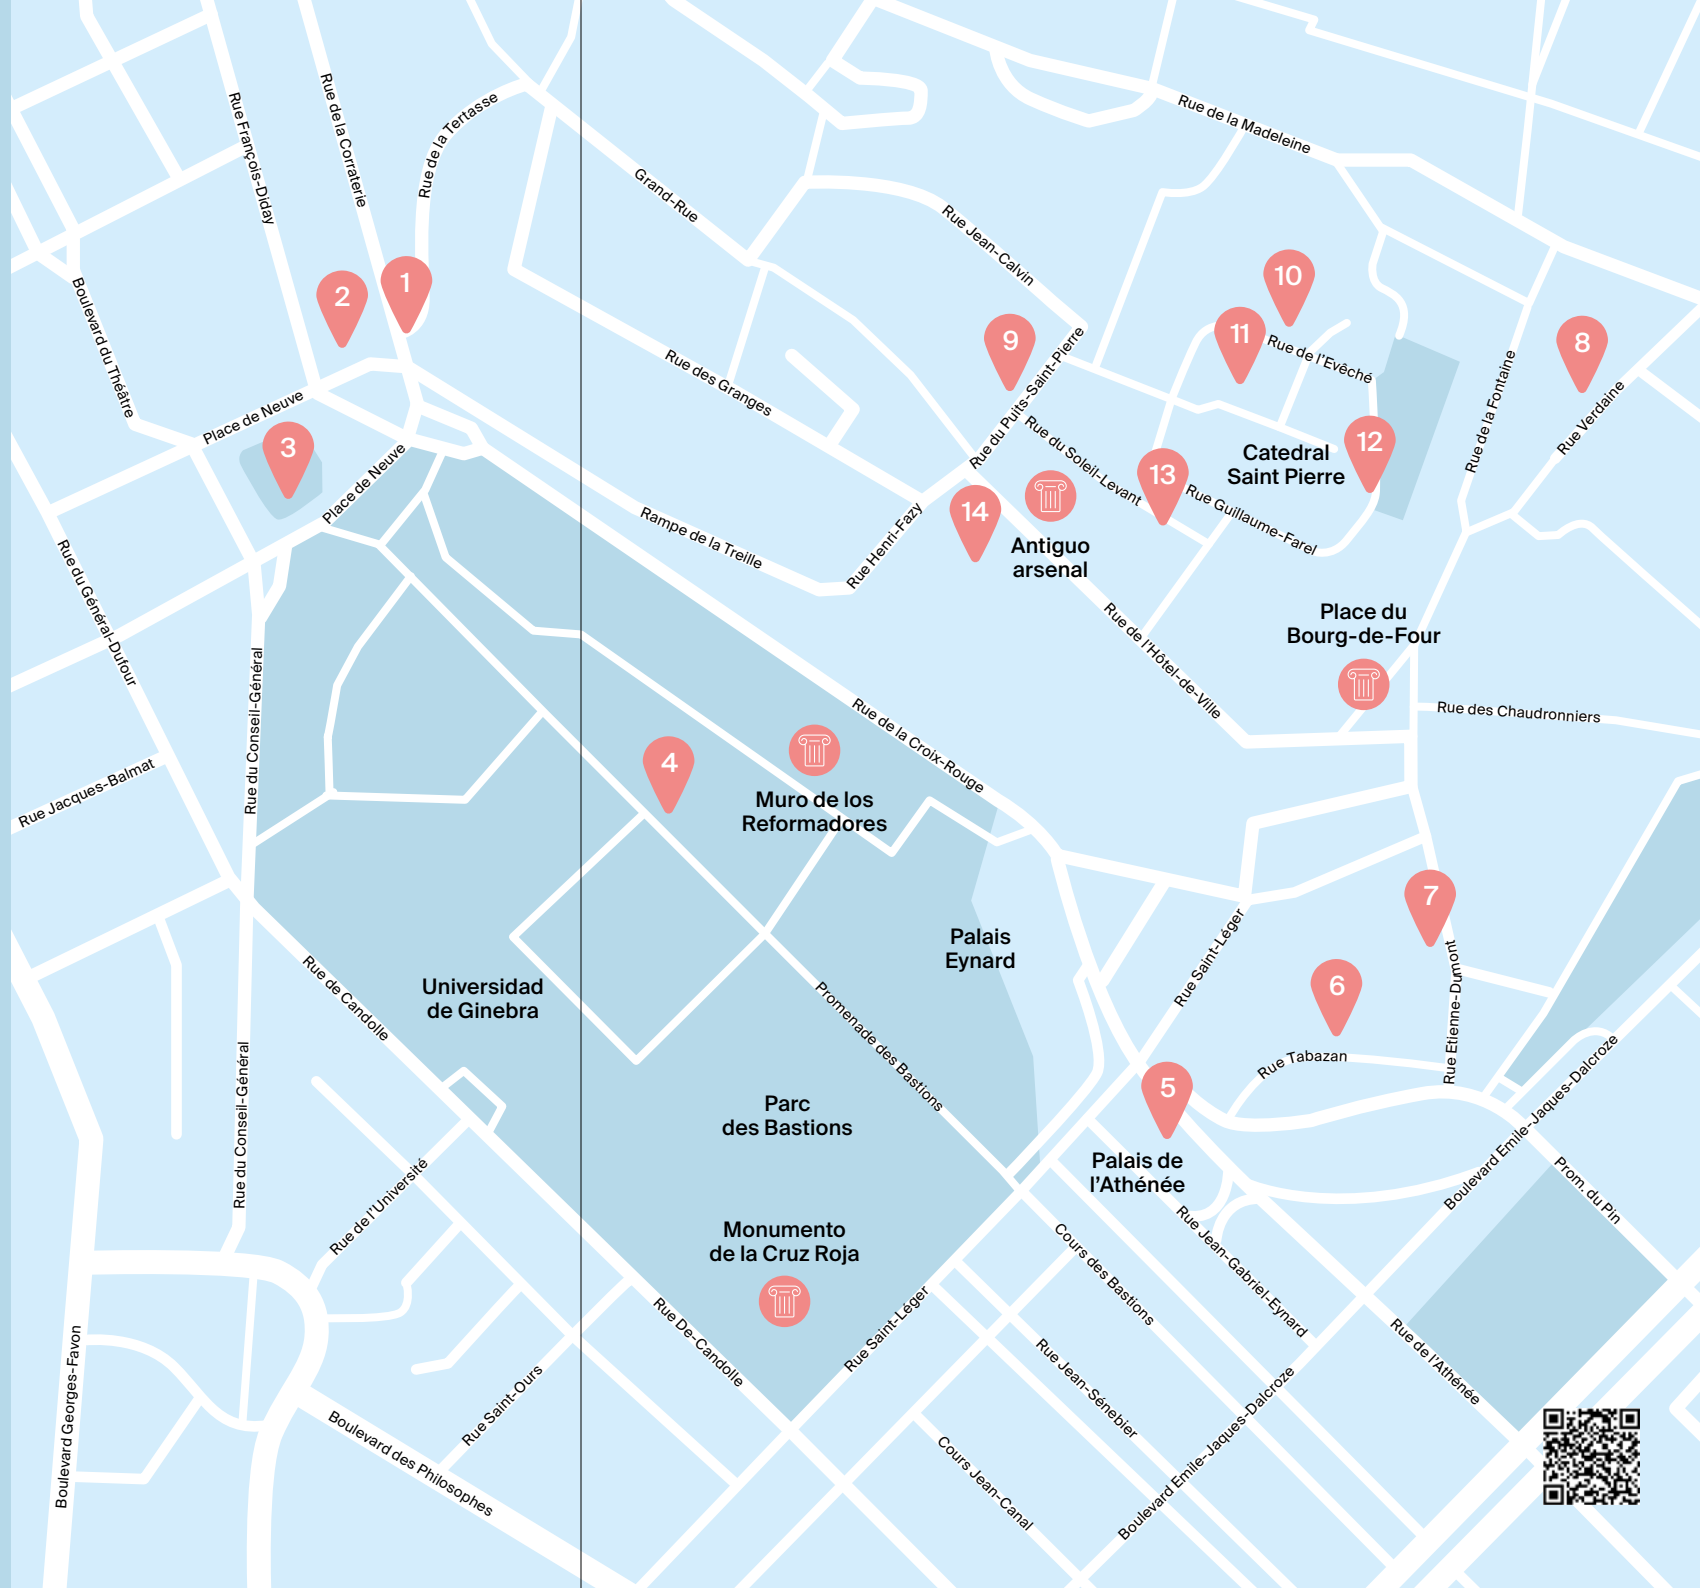 Rue François-Diday
Rue de la Corraterie
Rue de la Tertasse
Grand-Rue
Rue de la Madeleine
Rue Jean-Calvin
Boulevard du Théâtre
2
1
10
11
9
8
Rue de l'Evêché
Rue des Granges
Rue du Puits-Saint-Pierre
Rue de la Fontaine
Rue Verdaine
Place de Neuve
3
Place de Neuve
Rue du Soleil-Levant
Catedral
Saint Pierre
12
13
Rue Guillaume-Farel
14
Antiguo
arsenal
Rampe de la Treille
Rue Henri-Fazy
Rue du Général-Dufour
Rue de l'Hôtel-de-Ville
Place du
Bourg-de-Four
Rue des Chaudronniers
Rue du Conseil-Général
Rue Jacques-Balmat
Rue de la Croix-Rouge
4
Muro de los
Reformadores
Palais
Eynard
7
Rue Saint-Léger
6
Rue Etienne-Dumont
Rue Tabazan
Universidad
de Ginebra
Rue de Candolle
Promenade des Bastions
Parc
des Bastions
5
Palais de
l'Athénée
Boulevard Emile-Jaques-Dalcroze
Prom. du Pin
Rue du Conseil-Général
Rue de l'Université
Monumento
de la Cruz Roja
Rue Jean-Gabriel-Eynard
Cours des Bastions
Rue De-Candolle
Rue Saint-Léger
Rue Jean-Sénebier
Rue de l'Athénée
Boulevard Georges-Favon
Rue Saint-Ours
Boulevard des Philosophes
Cours Jean-Canal
Boulevard Emile-Jaques-Dalcroze